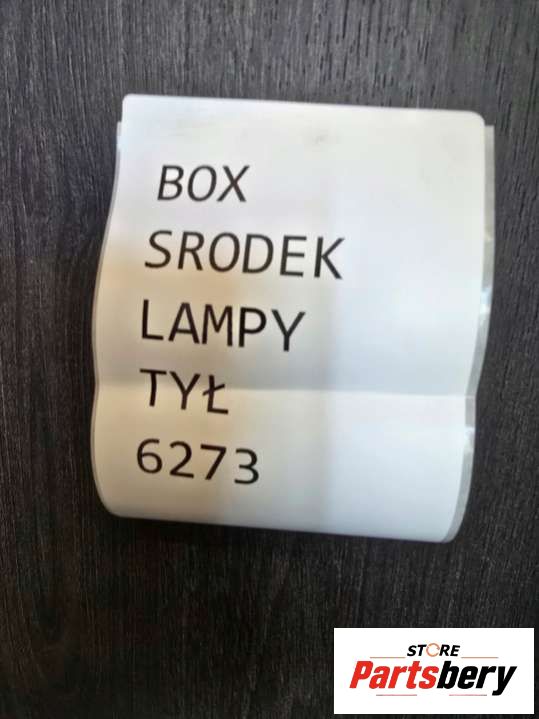 BOX
SRODEK
LAMPY
TYŁ
6273
STORE
Partsbery